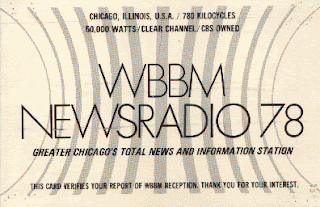 CHICAGO, ILLINOIS, U.S.A. / 780 KILOCYCLES
50,000 WATTS/CLEAR CHANNEL/CBS OWNED
WBBM
NEWSRADIO 78
GREATER CHICAGO'S TOTAL NEWS AND INFORMATION STATION
THIS CARD VERIFIES YOUR REPORT OF WBBM RECEPTION. THANK YOU FOR YOUR INTEREST.